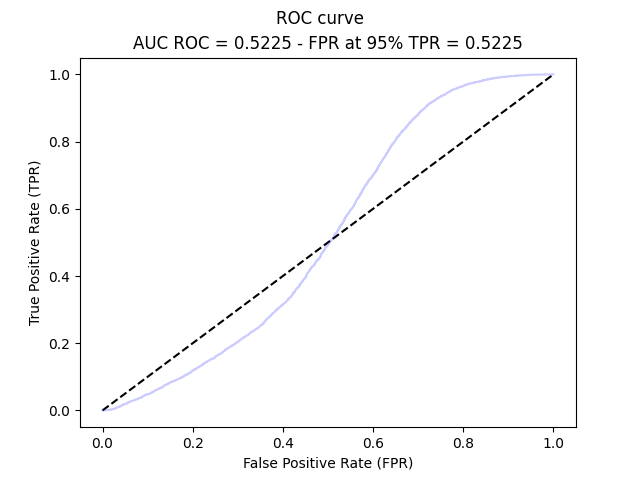 ROC curve
AUC ROC = 0.5225 - FPR at 95% TPR = 0.5225
1.0
0.8
0.6
0.4
0.2
0.0
True Positive Rate (TPR)
0.0 0.2 0.4 0.6 0.8 1.0
False Positive Rate (FPR)